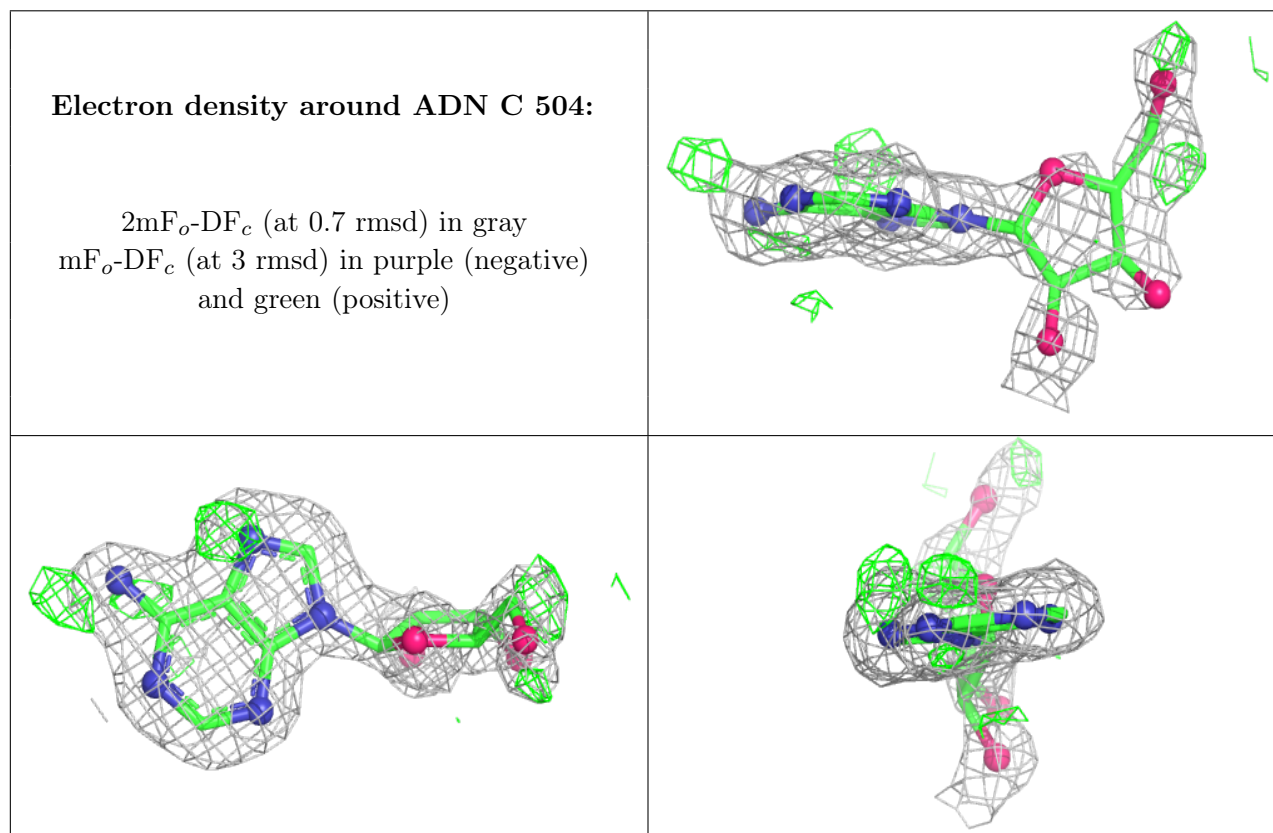 Electron density around ADN C 504:
2mFo-DFc (at 0.7 rmsd) in gray
mFo-DFc (at 3 rmsd) in purple (negative)
and green (positive)